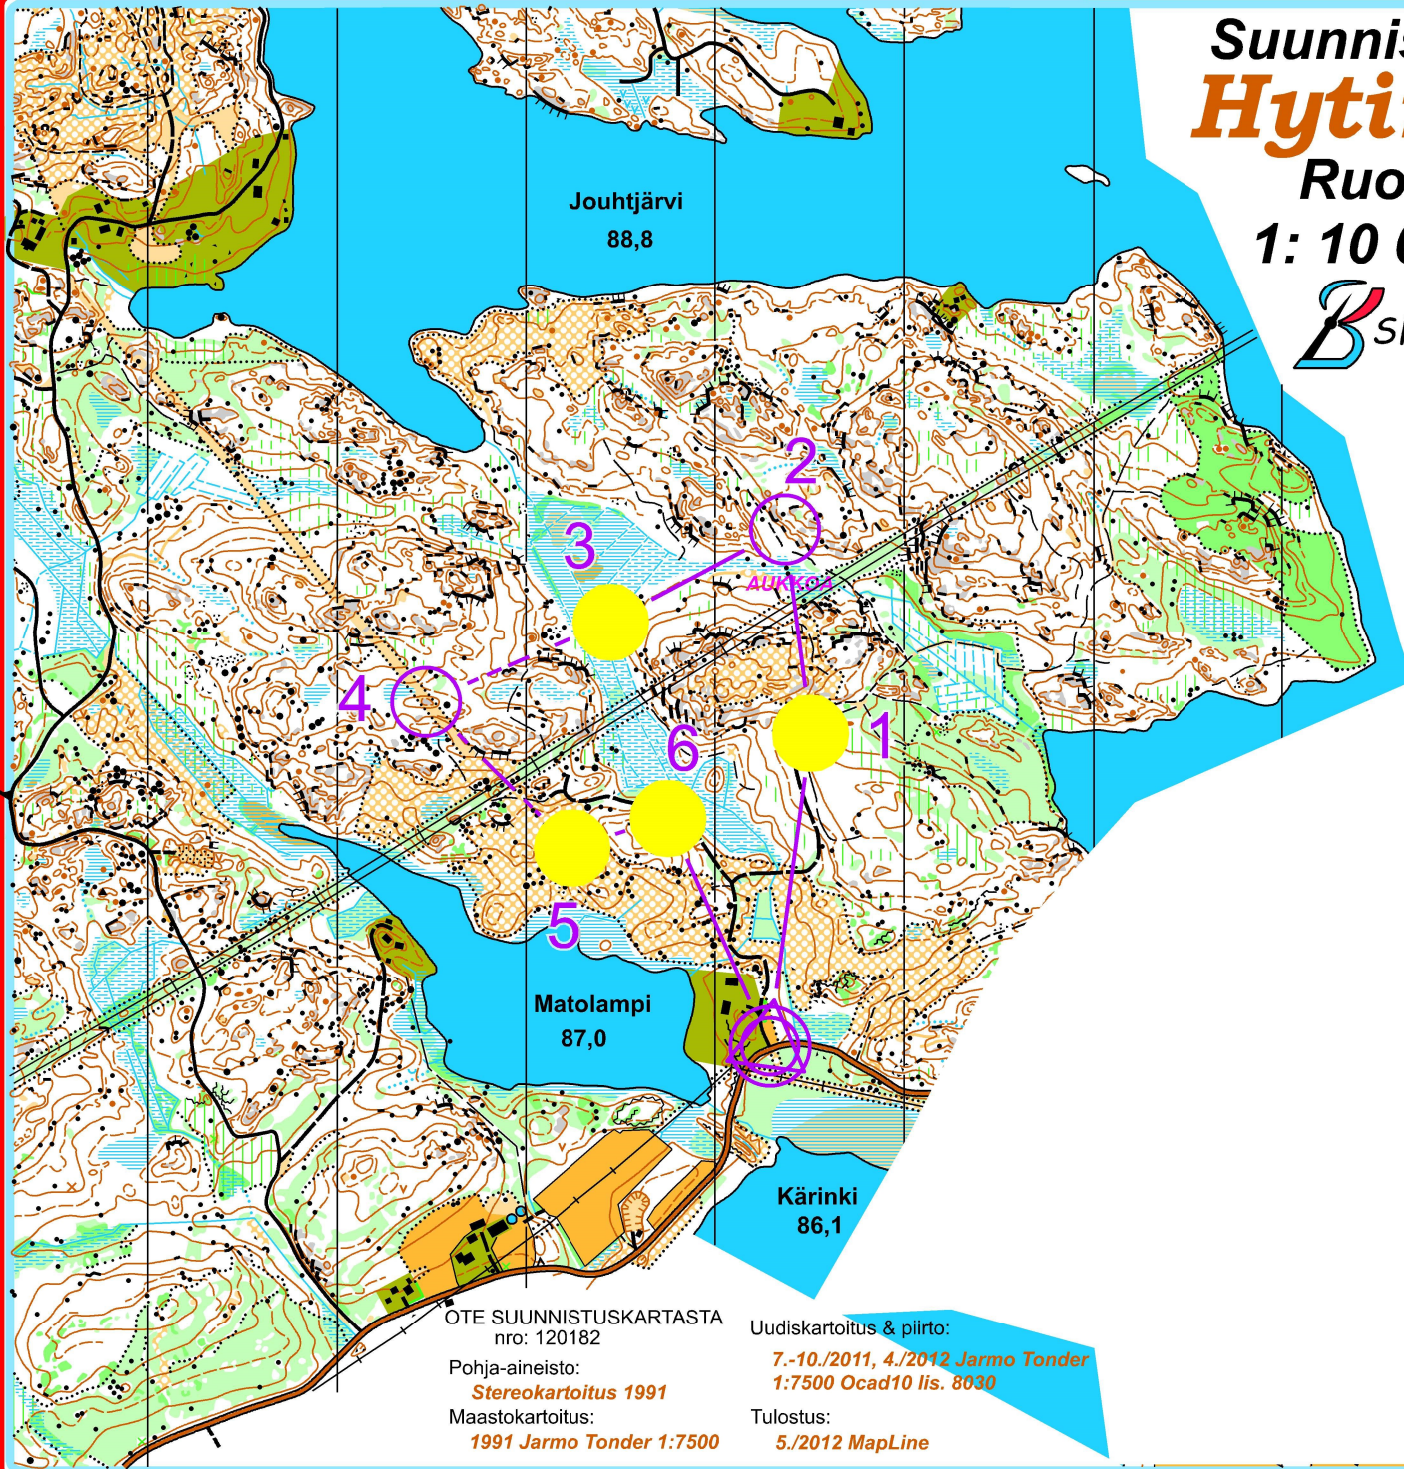 Suunnis
Hyti
Ruo
1: 10
Jouhtjärvi
88,8
2
3
AUKKOA
4
1
6
5
Matolampi
87,0
Kärinki
86,1
OTE SUUNNISTUSKARTASTA
nro: 120182
Pohja-aineisto:
Stereokartoitus 1991
Maastokartoitus:
1991 Jarmo Tonder 1:7500
Uudiskartoitus & piirto:
7.-10./2011, 4./2012 Jarmo Tonder
1:7500 Ocad10 lis. 8030
Tulostus:
5./2012 MapLine